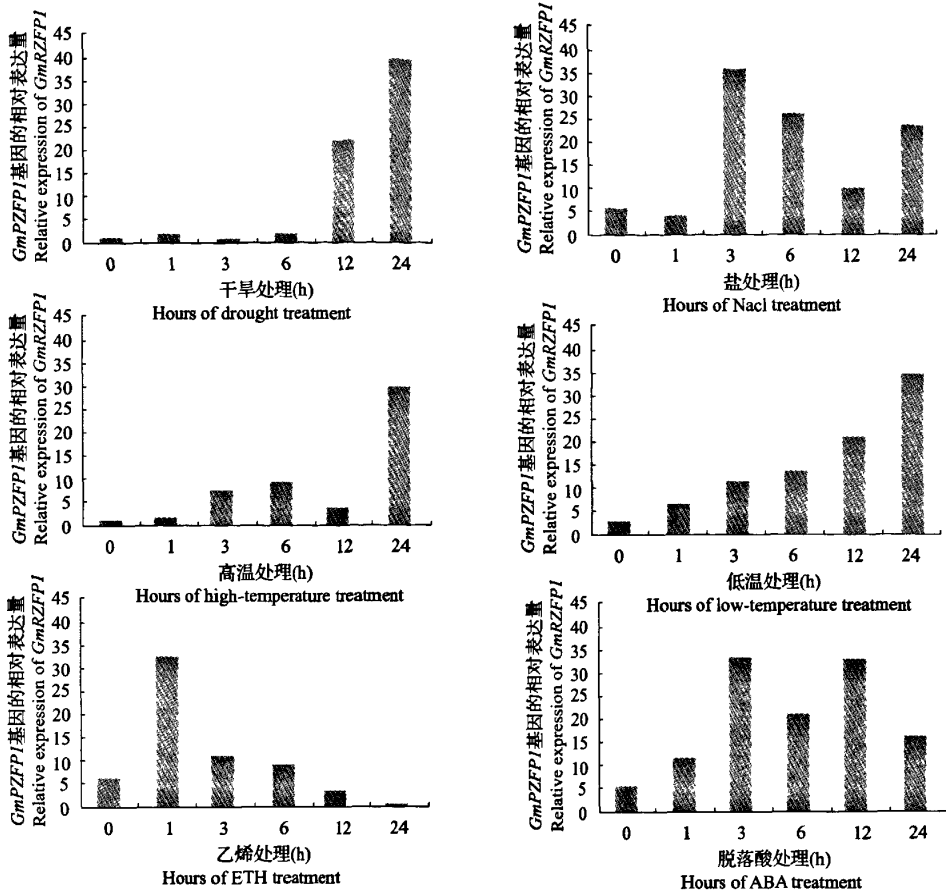 GmPZFP1基因的相对表达量
Relative expression of GmRZFP1
45
40
35
30
25
20
15
10
5
0
0 1 3 6 12 24
干旱处理(h)
Hours of drought treatment
GmPZFP1基因的相对表达量
Relative expression of GmRZFP1
45
40
35
30
25
20
15
10
5
0
0 1 3 6 12 24
盐处理(h)
Hours of Nacl treatment
GmPZFP1基因的相对表达量
Relative expression of GmRZFP1
45
40
35
30
25
20
15
10
5
0
0 1 3 6 12 24
高温处理(h)
Hours of high-temperature treatment
GmPZFP1基因的相对表达量
Relative expression of GmRZFP1
45
40
35
30
25
20
15
10
5
0
0 1 3 6 12 24
低温处理(h)
Hours of low-temperature treatment
GmPZFP1基因的相对表达量
Relative expression of GmRZFP1
45
40
35
30
25
20
15
10
5
0
0 1 3 6 12 24
乙烯处理(h)
Hours of ETH treatment
GmPZFP1基因的相对表达量
Relative expression of GmRZFP1
45
40
35
30
25
20
15
10
5
0
0 1 3 6 12 24
脱落酸处理(h)
Hours of ABA treatment